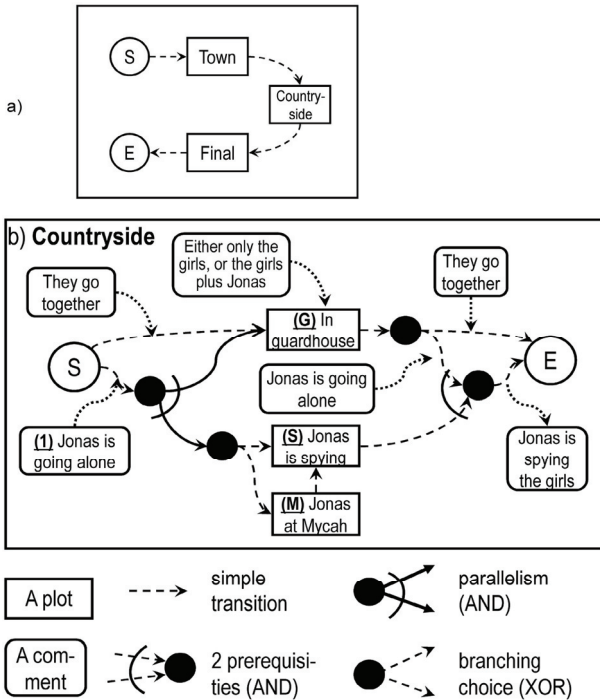 a)
S
Town
Country-
side
E
Final
b) Countryside
They go
together
Either only the
girls, or the girls
plus Jonas
They go
together
(G) In
guardhouse
S
E
Jonas is going
alone
(1) Jonas is
going alone
(S) Jonas
is spying
Jonas is
spying
the girls
(M) Jonas
at Mycah
A plot
simple
transition
parallelism
(AND)
A com-
ment
2 prerequisi-
ties (AND)
branching
choice (XOR)